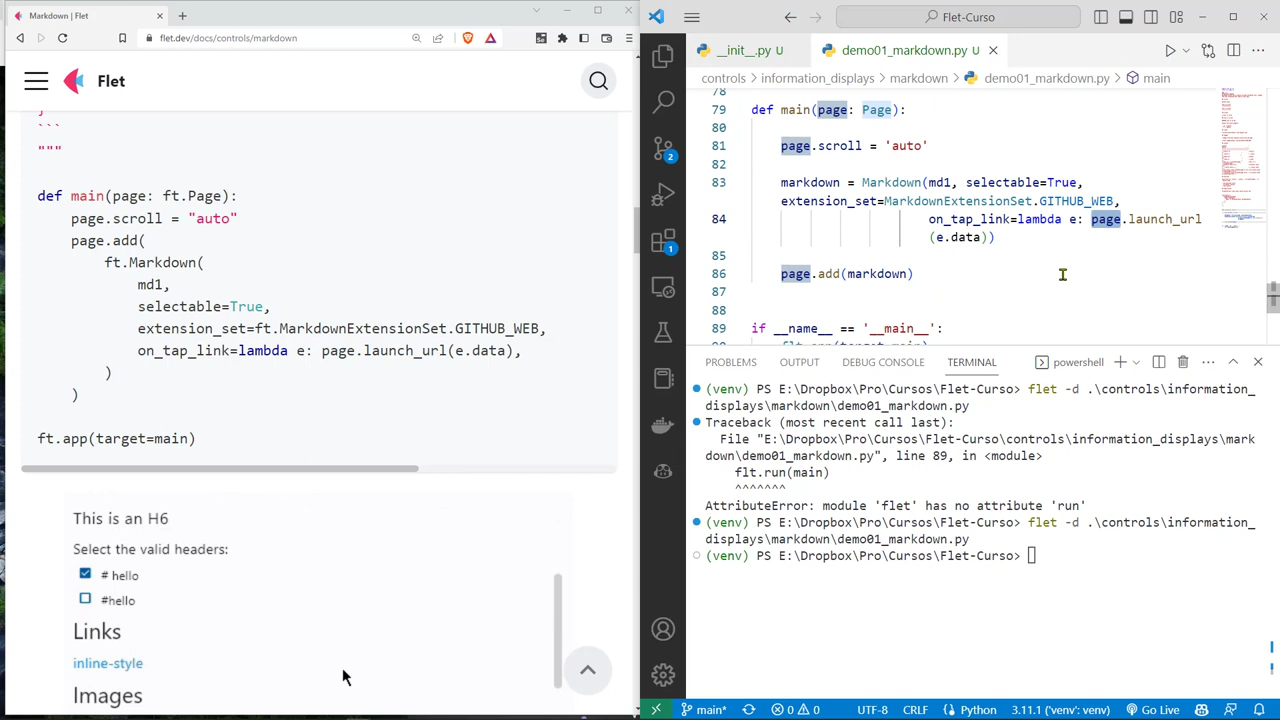 Markdown | Flet
flet.dev/docs/controls/markdown
Flet
}
```
"""
def main(page: ft.Page):
page.scroll = "auto"
page.add(
ft.Markdown(
md1,
selectable=True,
extension_set=ft.MarkdownExtensionSet.GITHUB_WEB,
on_tap_link=lambda e: page.launch_url(e.data),
)
)
ft.app(target=main)
This is an H6
Select the valid headers:
# hello
#hello
Links
inline-style
Images
Flet-Curso
__init__.py M
demo01_markdown.py U
controls > information_displays > markdown > demo01_markdown.py > main
78
79 (page: Page):
80
81 page.scroll = 'auto'
82
83 markdown = Markdown(md1, selectable=True,
extension_set=MarkdownExtensionSet.GITHUB_WEB,
84 on_tap_link=lambda e: page.launch_url
(e.data))
85
86 page.add(markdown)
87
88
89 if __name__ == '__main__':
PROBLEMS OUTPUT DEBUG CONSOLE TERMINAL powershell
(venv) PS E:\Dropbox\Pro\Cursos\Flet-Curso> flet -d .\controls\information_
displays\markdown\demo01_markdown.py
Traceback (most recent call last):
File "E:\Dropbox\Pro\Cursos\Flet-Curso\controls\information_displays\mark
down\demo01_markdown.py", line 89, in <module>
flt.run(main)
^^^^^^^
AttributeError: module 'flet' has no attribute 'run'
(venv) PS E:\Dropbox\Pro\Cursos\Flet-Curso> flet -d .\controls\information_
displays\markdown\demo01_markdown.py
(venv) PS E:\Dropbox\Pro\Cursos\Flet-Curso>
2
1
main* 0 0 UTF-8 CRLF Python 3.11.1 ('venv': venv) Go Live